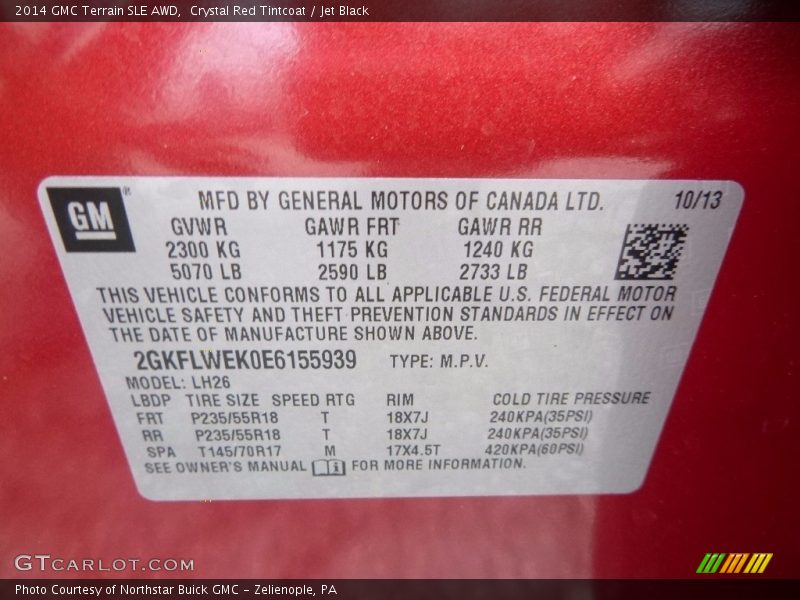 2014 GMC Terrain SLE AWD,  Crystal Red Tintcoat / Jet Black
GM®
MFD BY GENERAL MOTORS OF CANADA LTD. 10/13
GVWR GAWR FRT GAWR RR
2300 KG 1175 KG 1240 KG
5070 LB 2590 LB 2733 LB
THIS VEHICLE CONFORMS TO ALL APPLICABLE U.S. FEDERAL MOTOR
VEHICLE SAFETY AND THEFT PREVENTION STANDARDS IN EFFECT ON
THE DATE OF MANUFACTURE SHOWN ABOVE.
2GKFLWEK0E6155939 TYPE: M.P.V.
MODEL: LH26
LBDP TIRE SIZE SPEED RTG RIM COLD TIRE PRESSURE
FRT P235/55R18 T 18X7J 240KPA(35PSI)
RR P235/55R18 T 18X7J 240KPA(35PSI)
SPA T145/70R17 M 17X4.5T 420KPA(60PSI)
SEE OWNER'S MANUAL FOR MORE INFORMATION.
GTCARLOT.COM
Photo Courtesy of Northstar Buick GMC - Zelienople, PA